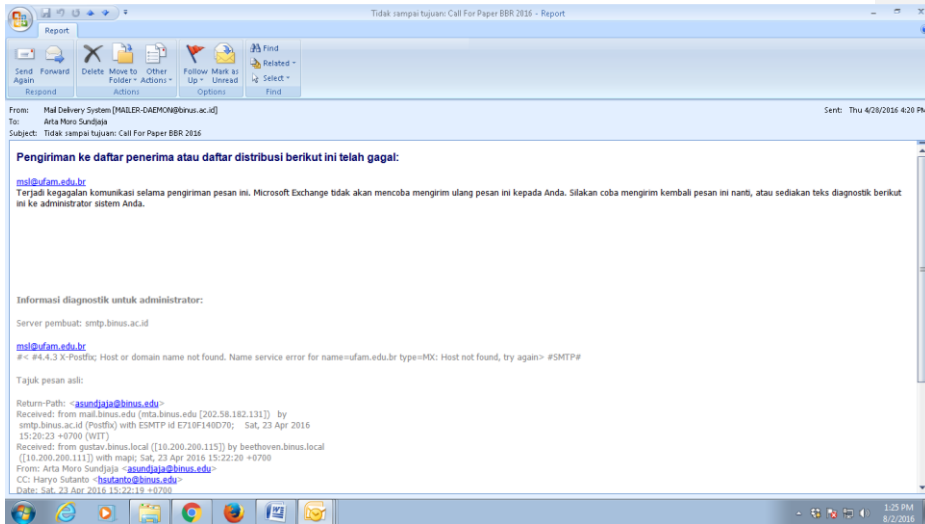 Tidak sampai tujuan: Call For Paper BBR 2016 - Report
Report
Send Again
Forward
Delete
Move to Folder
Other Actions
Follow Up
Mark as Unread
Find
Related
Select
Respond
Actions
Options
Find
From: Mail Delivery System [MAILER-DAEMON@binus.ac.id]
Sent: Thu 4/28/2016 4:20 PM
To: Arta Moro Sundjaja
Subject: Tidak sampai tujuan: Call For Paper BBR 2016
Pengiriman ke daftar penerima atau daftar distribusi berikut ini telah gagal:
msl@ufam.edu.br
Terjadi kegagalan komunikasi selama pengiriman pesan ini. Microsoft Exchange tidak akan mencoba mengirim ulang pesan ini kepada Anda. Silakan coba mengirim kembali pesan ini nanti, atau sediakan teks diagnostik berikut
ini ke administrator sistem Anda.
Informasi diagnostik untuk administrator:
Server pembuat: smtp.binus.ac.id
msl@ufam.edu.br
#< #4.4.3 X-Postfix; Host or domain name not found. Name service error for name=ufam.edu.br type=MX: Host not found, try again> #SMTP#
Tajuk pesan asli:
Return-Path: <asundjaja@binus.edu>
Received: from mail.binus.edu (mta.binus.edu [202.58.182.131]) by
smtp.binus.ac.id (Postfix) with ESMTP id E710F140D70; Sat, 23 Apr 2016
15:20:23 +0700 (WIT)
Received: from gustav.binus.local ([10.200.200.115]) by beethoven.binus.local
([10.200.200.111]) with mapi; Sat, 23 Apr 2016 15:22:20 +0700
From: Arta Moro Sundjaja <asundjaja@binus.edu>
CC: Haryo Sutanto <hsutanto@binus.edu>
Date: Sat, 23 Apr 2016 15:22:19 +0700
1:25 PM
8/2/2016